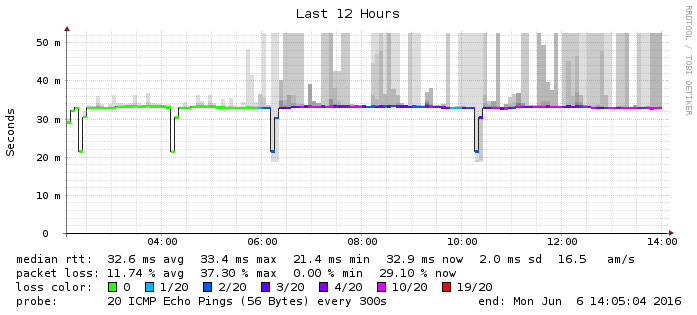 Last 12 Hours
RRDTOOL / TOBI OETIKER
50 m
40 m
30 m
20 m
10 m
0
Seconds
04:00 06:00 08:00 10:00 12:00 14:00
median rtt: 32.6 ms avg 33.4 ms max 21.4 ms min 32.9 ms now 2.0 ms sd 16.5 am/s
packet loss: 11.74 % avg 37.30 % max 0.00 % min 29.10 % now
loss color: 0 1/20 2/20 3/20 4/20 10/20 19/20
probe: 20 ICMP Echo Pings (56 Bytes) every 300s end: Mon Jun 6 14:05:04 2016